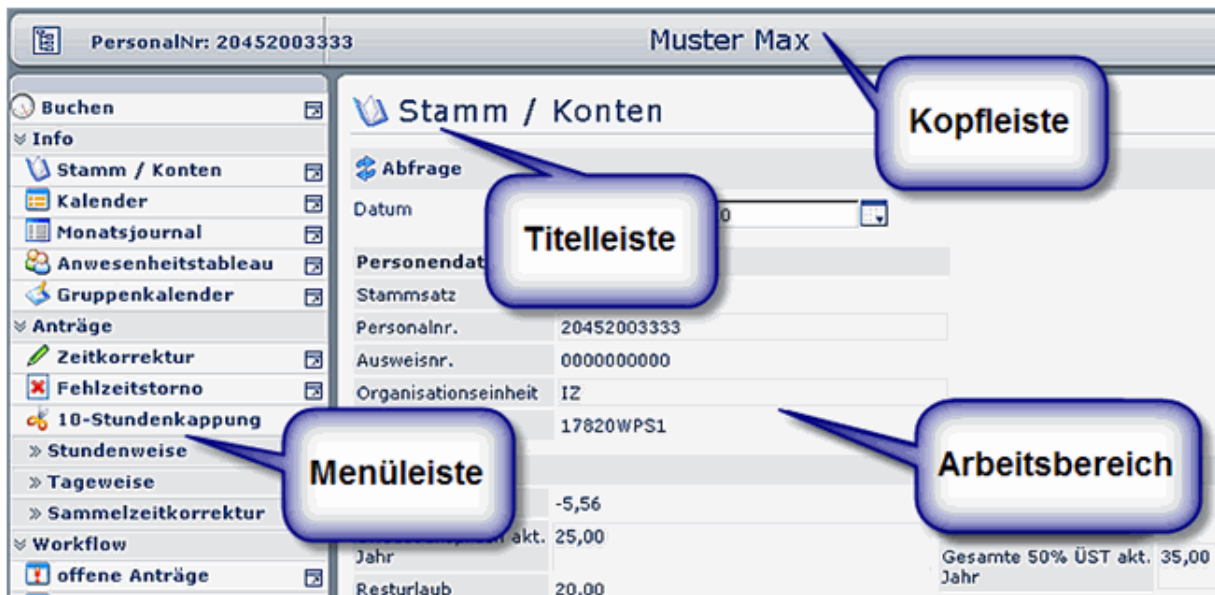 PersonalNr: 20452003333
Muster Max
Kopfleiste
Buchen
Info
Stamm / Konten
Kalender
Monatsjournal
Anwesenheitstableau
Gruppenkalender
Anträge
Zeitkorrektur
Fehlzeitstorno
10-Stundenkappung
Stundenweise
Tageweise
Sammelzeitkorrektur
Workflow
offene Anträge
Menüleiste
Stamm / Konten
Titelleiste
Abfrage
Datum
0
Stammsatz
Personalnr. 20452003333
Ausweisnr. 0000000000
Organisationseinheit IZ
17820WPS1
Arbeitsbereich
-5,56
akt. 25,00
Jahr
Gesamte 50% ÜST akt. 35,00
Jahr
Resturlaub 20,00